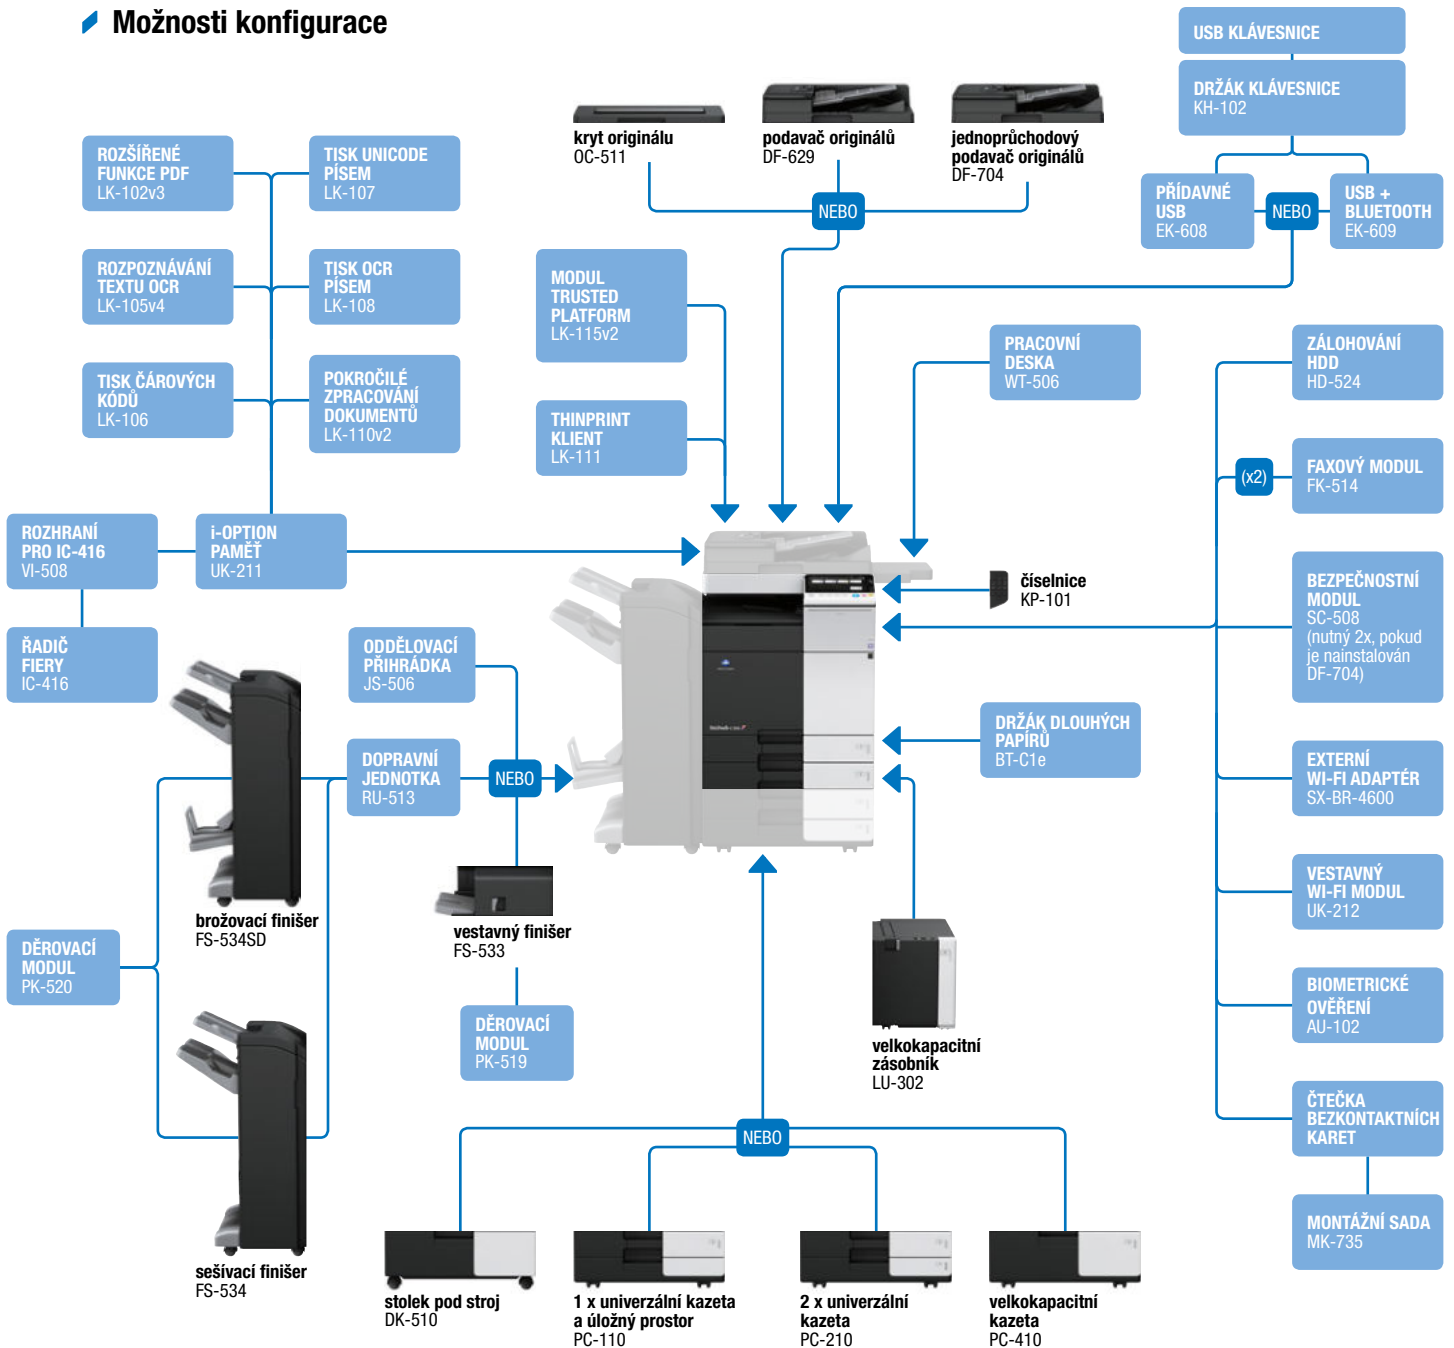 Možnosti konfigurace
USB KLÁVESNICE
DRŽÁK KLÁVESNICE
KH-102
PŘÍDAVNÉ
USB
EK-608
NEBO
USB +
BLUETOOTH
EK-609
kryt originálu
OC-511
podavač originálů
DF-629
jednoprůchodový
podavač originálů
DF-704
NEBO
ROZŠÍŘENÉ
FUNKCE PDF
LK-102v3
TISK UNICODE
PÍSEM
LK-107
ROZPOZNÁVÁNÍ
TEXTU OCR
LK-105v4
TISK OCR
PÍSEM
LK-108
TISK ČÁROVÝCH
KÓDŮ
LK-106
POKROČILÉ
ZPRACOVÁNÍ
DOKUMENTŮ
LK-110v2
MODUL
TRUSTED
PLATFORM
LK-115v2
THINPRINT
KLIENT
LK-111
PRACOVNÍ
DESKA
WT-506
ZÁLOHOVÁNÍ
HDD
HD-524
(x2)
FAXOVÝ MODUL
FK-514
ROZHRANÍ
PRO IC-416
VI-508
i-OPTION
PAMĚŤ
UK-211
ŘADIČ
FIERY
IC-416
číselnice
KP-101
BEZPEČNOSTNÍ
MODUL
SC-508
(nutný 2x, pokud
je nainstalován
DF-704)
ODDĚLOVACÍ
PŘIHRÁDKA
JS-506
DOPRAVNÍ
JEDNOTKA
RU-513
NEBO
DRŽÁK DLOUHÝCH
PAPÍRŮ
BT-C1e
EXTERNÍ
WI-FI ADAPTÉR
SX-BR-4600
VESTAVNÝ
WI-FI MODUL
UK-212
brožovací finišer
FS-534SD
vestavný finišer
FS-533
DĚROVACÍ
MODUL
PK-520
DĚROVACÍ
MODUL
PK-519
velkokapacitní
zásobník
LU-302
BIOMETRICKÉ
OVĚŘENÍ
AU-102
ČTEČKA
BEZKONTAKTNÍCH
KARET
MONTÁŽNÍ SADA
MK-735
NEBO
sešívací finišer
FS-534
stolek pod stroj
DK-510
1 x univerzální kazeta
a úložný prostor
PC-110
2 x univerzální
kazeta
PC-210
velkokapacitní
kazeta
PC-410